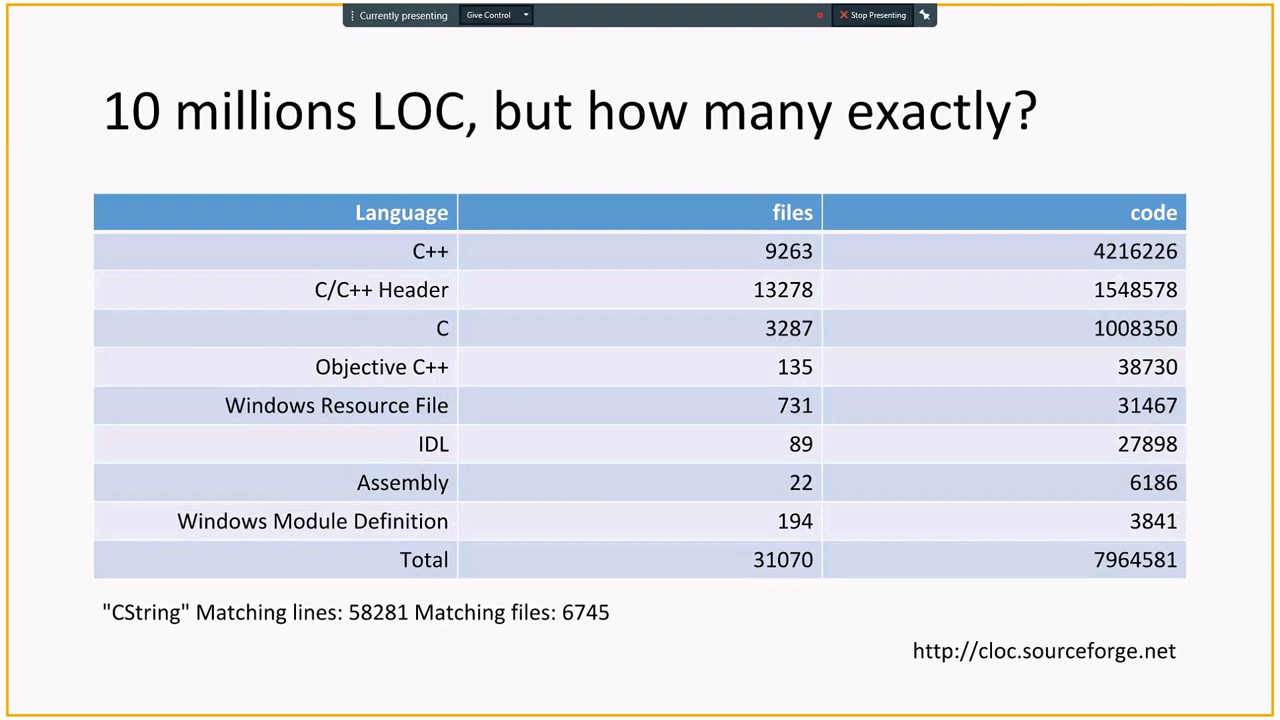 Currently presenting Give Control Stop Presenting
10 millions LOC, but how many exactly?
Language files code
C++ 9263 4216226
C/C++ Header 13278 1548578
C 3287 1008350
Objective C++ 135 38730
Windows Resource File 731 31467
IDL 89 27898
Assembly 22 6186
Windows Module Definition 194 3841
Total 31070 7964581
"CString" Matching lines: 58281 Matching files: 6745
http://cloc.sourceforge.net